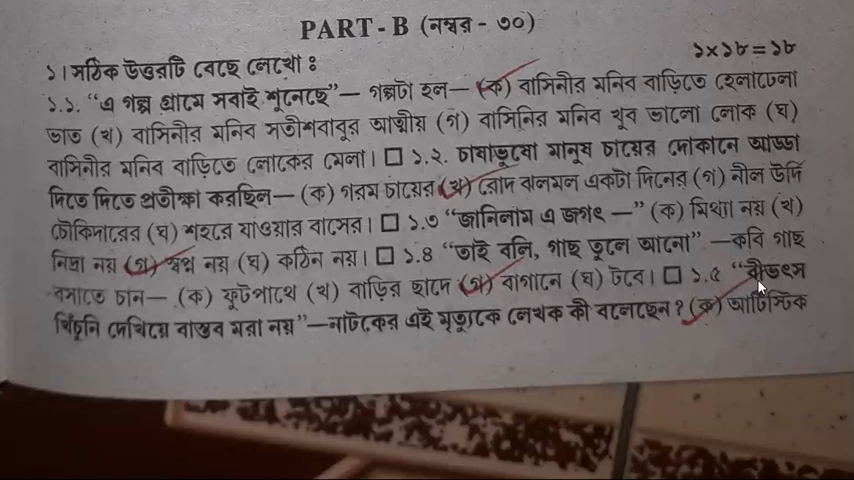 PART - B (নম্বর - ৩০)
১। সঠিক উত্তরটি বেছে লেখো : ১×১৮=১৮
১.১. “এ গল্প গ্রামে সবাই শুনেছে”— গল্পটা হল— (ক) বাসিনীর মনিব বাড়িতে হেলাঢেলা
ভাত (খ) বাসিনীর মনিব সতীশবাবুর আত্মীয় (গ) বাসিনির মনিব খুব ভালো লোক (ঘ)
বাসিনীর মনিব বাড়িতে লোকের মেলা। □ ১.২. চাষাভুষো মানুষ চায়ের দোকানে আড্ডা
দিতে দিতে প্রতীক্ষা করছিল— (ক) গরম চায়ের (খ) রোদ ঝলমল একটা দিনের (গ) নীল উর্দি
চৌকিদারের (ঘ) শহরে যাওয়ার বাসের। □ ১.৩ “জানিলাম এ জগৎ —” (ক) মিথ্যা নয় (খ)
নিদ্রা নয় (গ) স্বপ্ন নয় (ঘ) কঠিন নয়। □ ১.৪ “তাই বলি, গাছ তুলে আনো” —কবি গাছ
বসাতে চান— (ক) ফুটপাথে (খ) বাড়ির ছাদে (গ) বাগানে (ঘ) টবে। □ ১.৫ “বীভৎস
খিঁচুনি দেখিয়ে বাস্তব মরা নয়”—নাটকের এই মৃত্যুকে লেখক কী বলেছেন? (ক) আর্টিস্টিক